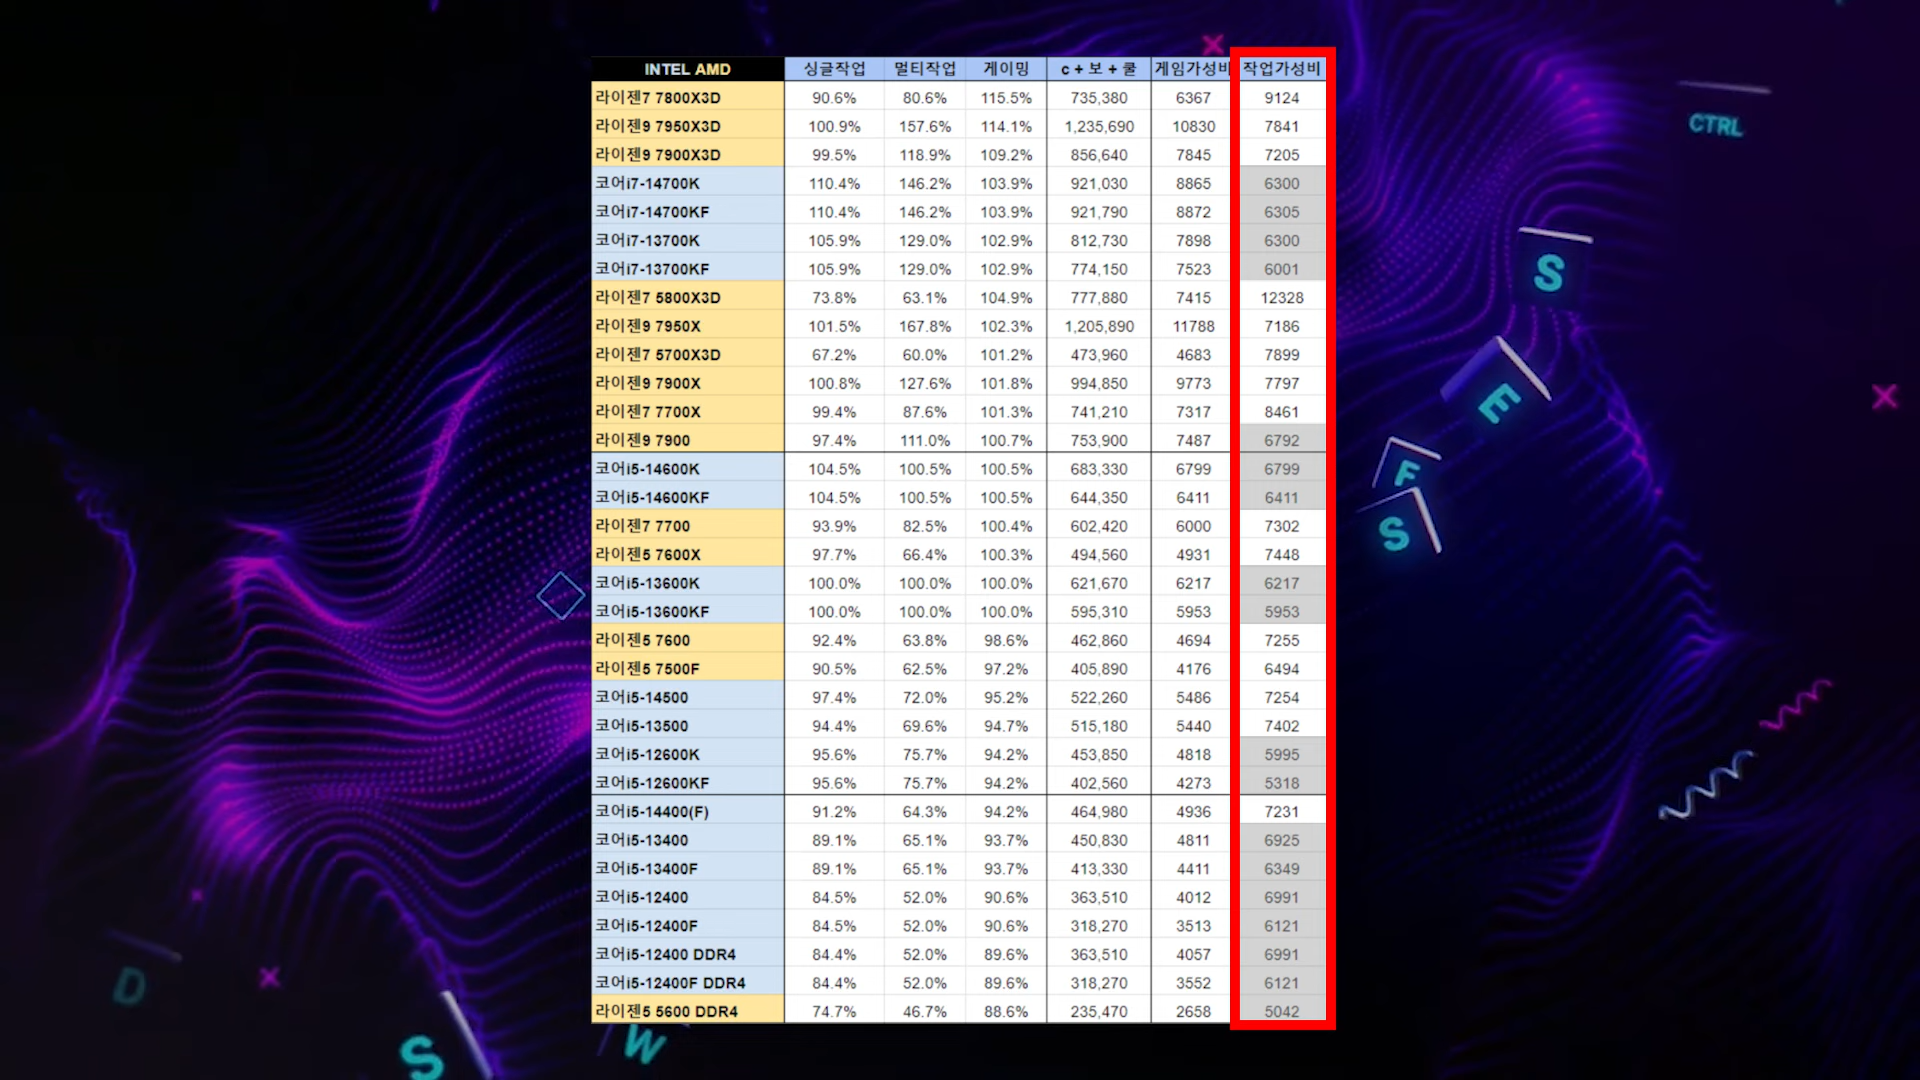 INTEL AMD 싱글작업 멀티작업 게이밍 c + 보 + 쿨 게임가성비 작업가성비
라이젠7 7800X3D 90.6% 80.6% 115.5% 735,380 6367 9124
라이젠9 7950X3D 100.9% 157.6% 114.1% 1,235,690 10830 7841
라이젠9 7900X3D 99.5% 118.9% 109.2% 856,640 7845 7205
코어i7-14700K 110.4% 146.2% 103.9% 921,030 8865 6300
코어i7-14700KF 110.4% 146.2% 103.9% 921,790 8872 6305
코어i7-13700K 105.9% 129.0% 102.9% 812,730 7898 6300
코어i7-13700KF 105.9% 129.0% 102.9% 774,150 7523 6001
라이젠7 5800X3D 73.8% 63.1% 104.9% 777,880 7415 12328
라이젠9 7950X 101.5% 167.8% 102.3% 1,205,890 11788 7186
라이젠7 5700X3D 67.2% 60.0% 101.2% 473,960 4683 7899
라이젠9 7900X 100.8% 127.6% 101.8% 994,850 9773 7797
라이젠7 7700X 99.4% 87.6% 101.3% 741,210 7317 8461
라이젠9 7900 97.4% 111.0% 100.7% 753,900 7487 6792
코어i5-14600K 104.5% 100.5% 100.5% 683,330 6799 6799
코어i5-14600KF 104.5% 100.5% 100.5% 644,350 6411 6411
라이젠7 7700 93.9% 82.5% 100.4% 602,420 6000 7302
라이젠5 7600X 97.7% 66.4% 100.3% 494,560 4931 7448
코어i5-13600K 100.0% 100.0% 100.0% 621,670 6217 6217
코어i5-13600KF 100.0% 100.0% 100.0% 595,310 5953 5953
라이젠5 7600 92.4% 63.8% 98.6% 462,860 4694 7255
라이젠5 7500F 90.5% 62.5% 97.2% 405,890 4176 6494
코어i5-14500 97.4% 72.0% 95.2% 522,260 5486 7254
코어i5-13500 94.4% 69.6% 94.7% 515,180 5440 7402
코어i5-12600K 95.6% 75.7% 94.2% 453,850 4818 5995
코어i5-12600KF 95.6% 75.7% 94.2% 402,560 4273 5318
코어i5-14400(F) 91.2% 64.3% 94.2% 464,980 4936 7231
코어i5-13400 89.1% 65.1% 93.7% 450,830 4811 6925
코어i5-13400F 89.1% 65.1% 93.7% 413,330 4411 6349
코어i5-12400 84.5% 52.0% 90.6% 363,510 4012 6991
코어i5-12400F 84.5% 52.0% 90.6% 318,270 3513 6121
코어i5-12400 DDR4 84.4% 52.0% 89.6% 363,510 4057 6991
코어i5-12400F DDR4 84.4% 52.0% 89.6% 318,270 3552 6121
라이젠5 5600 DDR4 74.7% 46.7% 88.6% 235,470 2658 5042
CTRL
S
E
F
S
D
S
W